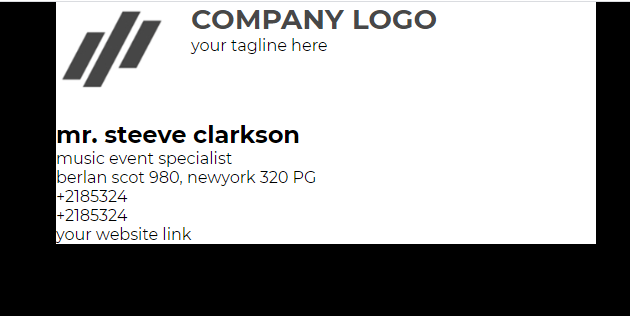 COMPANY LOGO
your tagline here
mr. steeve clarkson
music event specialist
berlan scot 980, newyork 320 PG
+2185324
+2185324
your website link